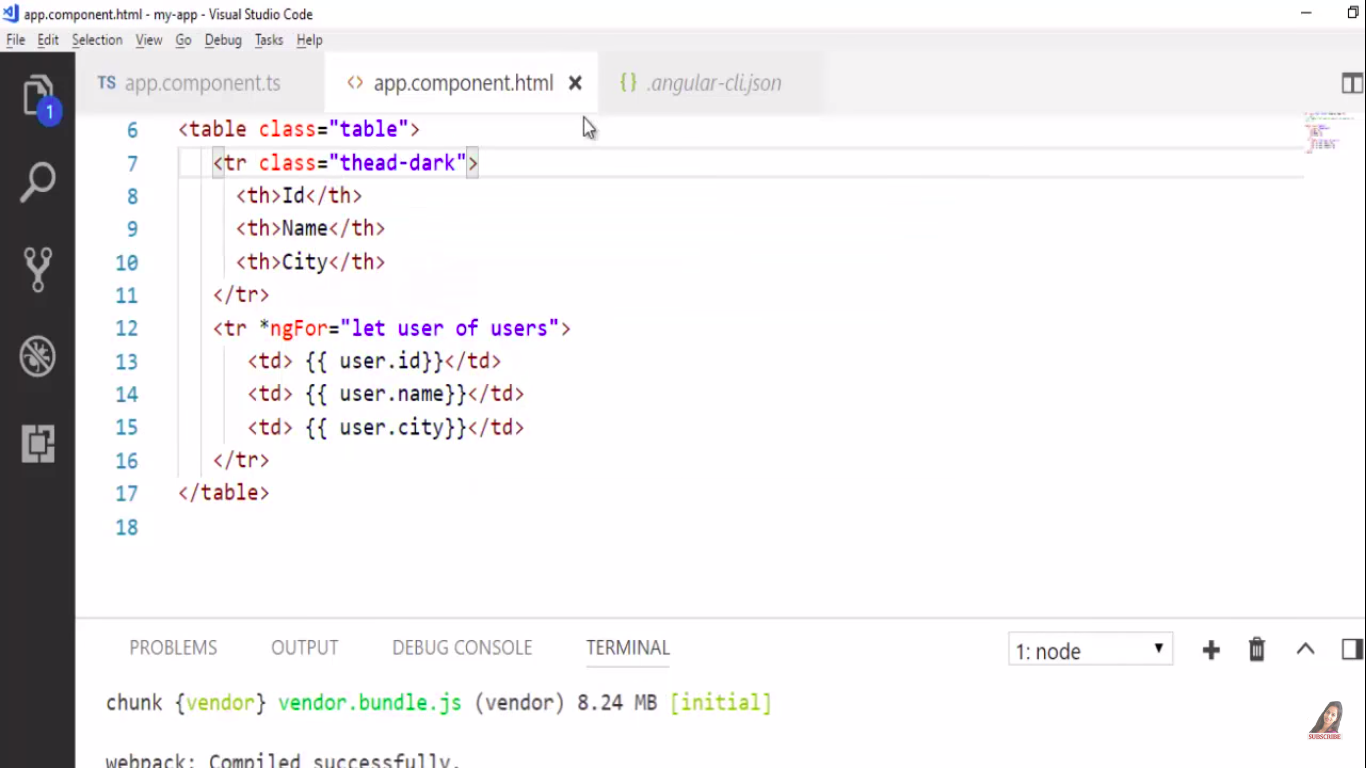 app.component.html - my-app - Visual Studio Code
File Edit Selection View Go Debug Tasks Help
1
TS app.component.ts <> app.component.html × {} .angular-cli.json
6 <table class="table">
7 <tr class="thead-dark">
8 <th>Id</th>
9 <th>Name</th>
10 <th>City</th>
11 </tr>
12 <tr *ngFor="let user of users">
13 <td> {{ user.id}}</td>
14 <td> {{ user.name}}</td>
15 <td> {{ user.city}}</td>
16 </tr>
17 </table>
18
PROBLEMS OUTPUT DEBUG CONSOLE TERMINAL 1: node
chunk {vendor} vendor.bundle.js (vendor) 8.24 MB [initial]
SUBSCRIBE
webpack: Compiled successfully.